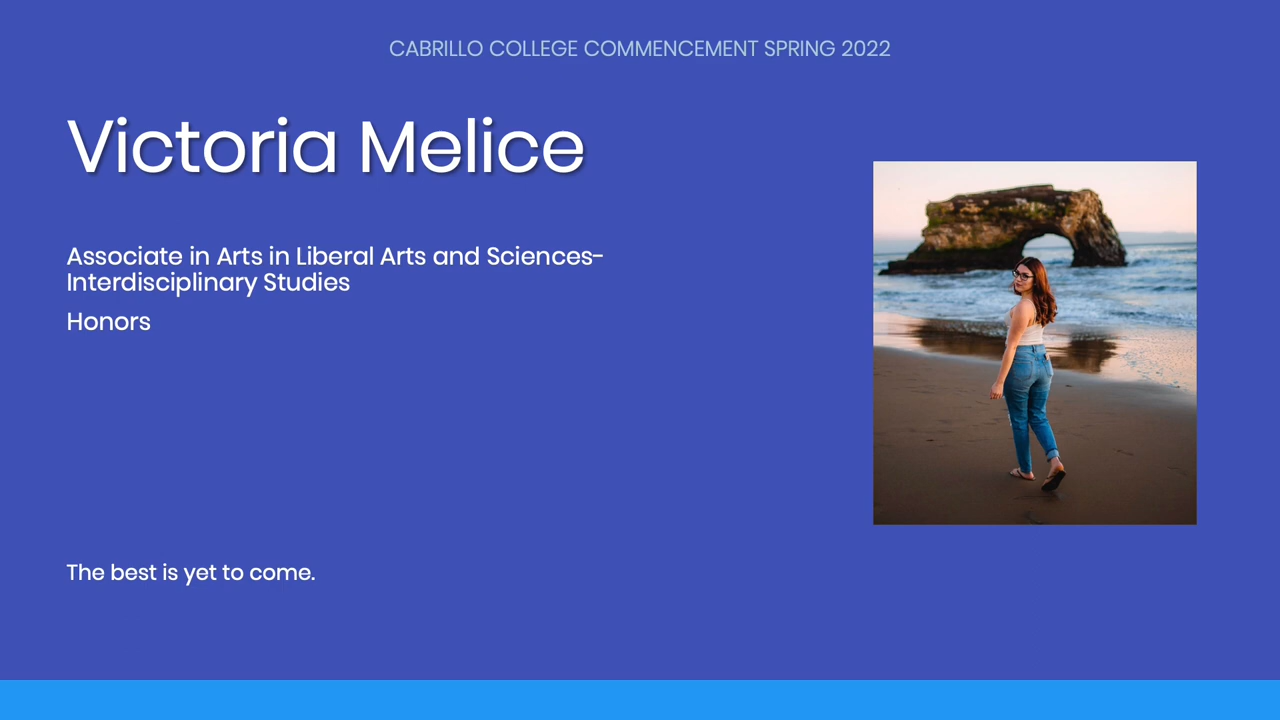 CABRILLO COLLEGE COMMENCEMENT SPRING 2022
Victoria Melice
Associate in Arts in Liberal Arts and Sciences-
Interdisciplinary Studies
Honors
The best is yet to come.